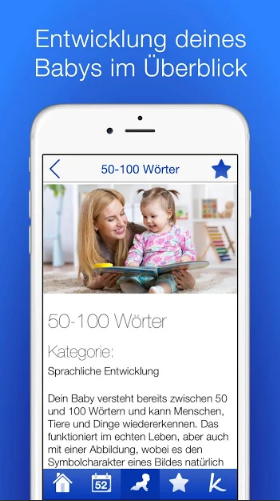 Entwicklung deines
Babys im Überblick
50-100 Wörter
50-100 Wörter
Kategorie:
Sprachliche Entwicklung
Dein Baby versteht bereits zwischen 50
und 100 Wörtern und kann Menschen,
Tiere und Dinge wiedererkennen. Das
funktioniert im echten Leben, aber auch
mit einer Abbildung, wobei es den
Symbolcharakter eines Bildes natürlich
52
K